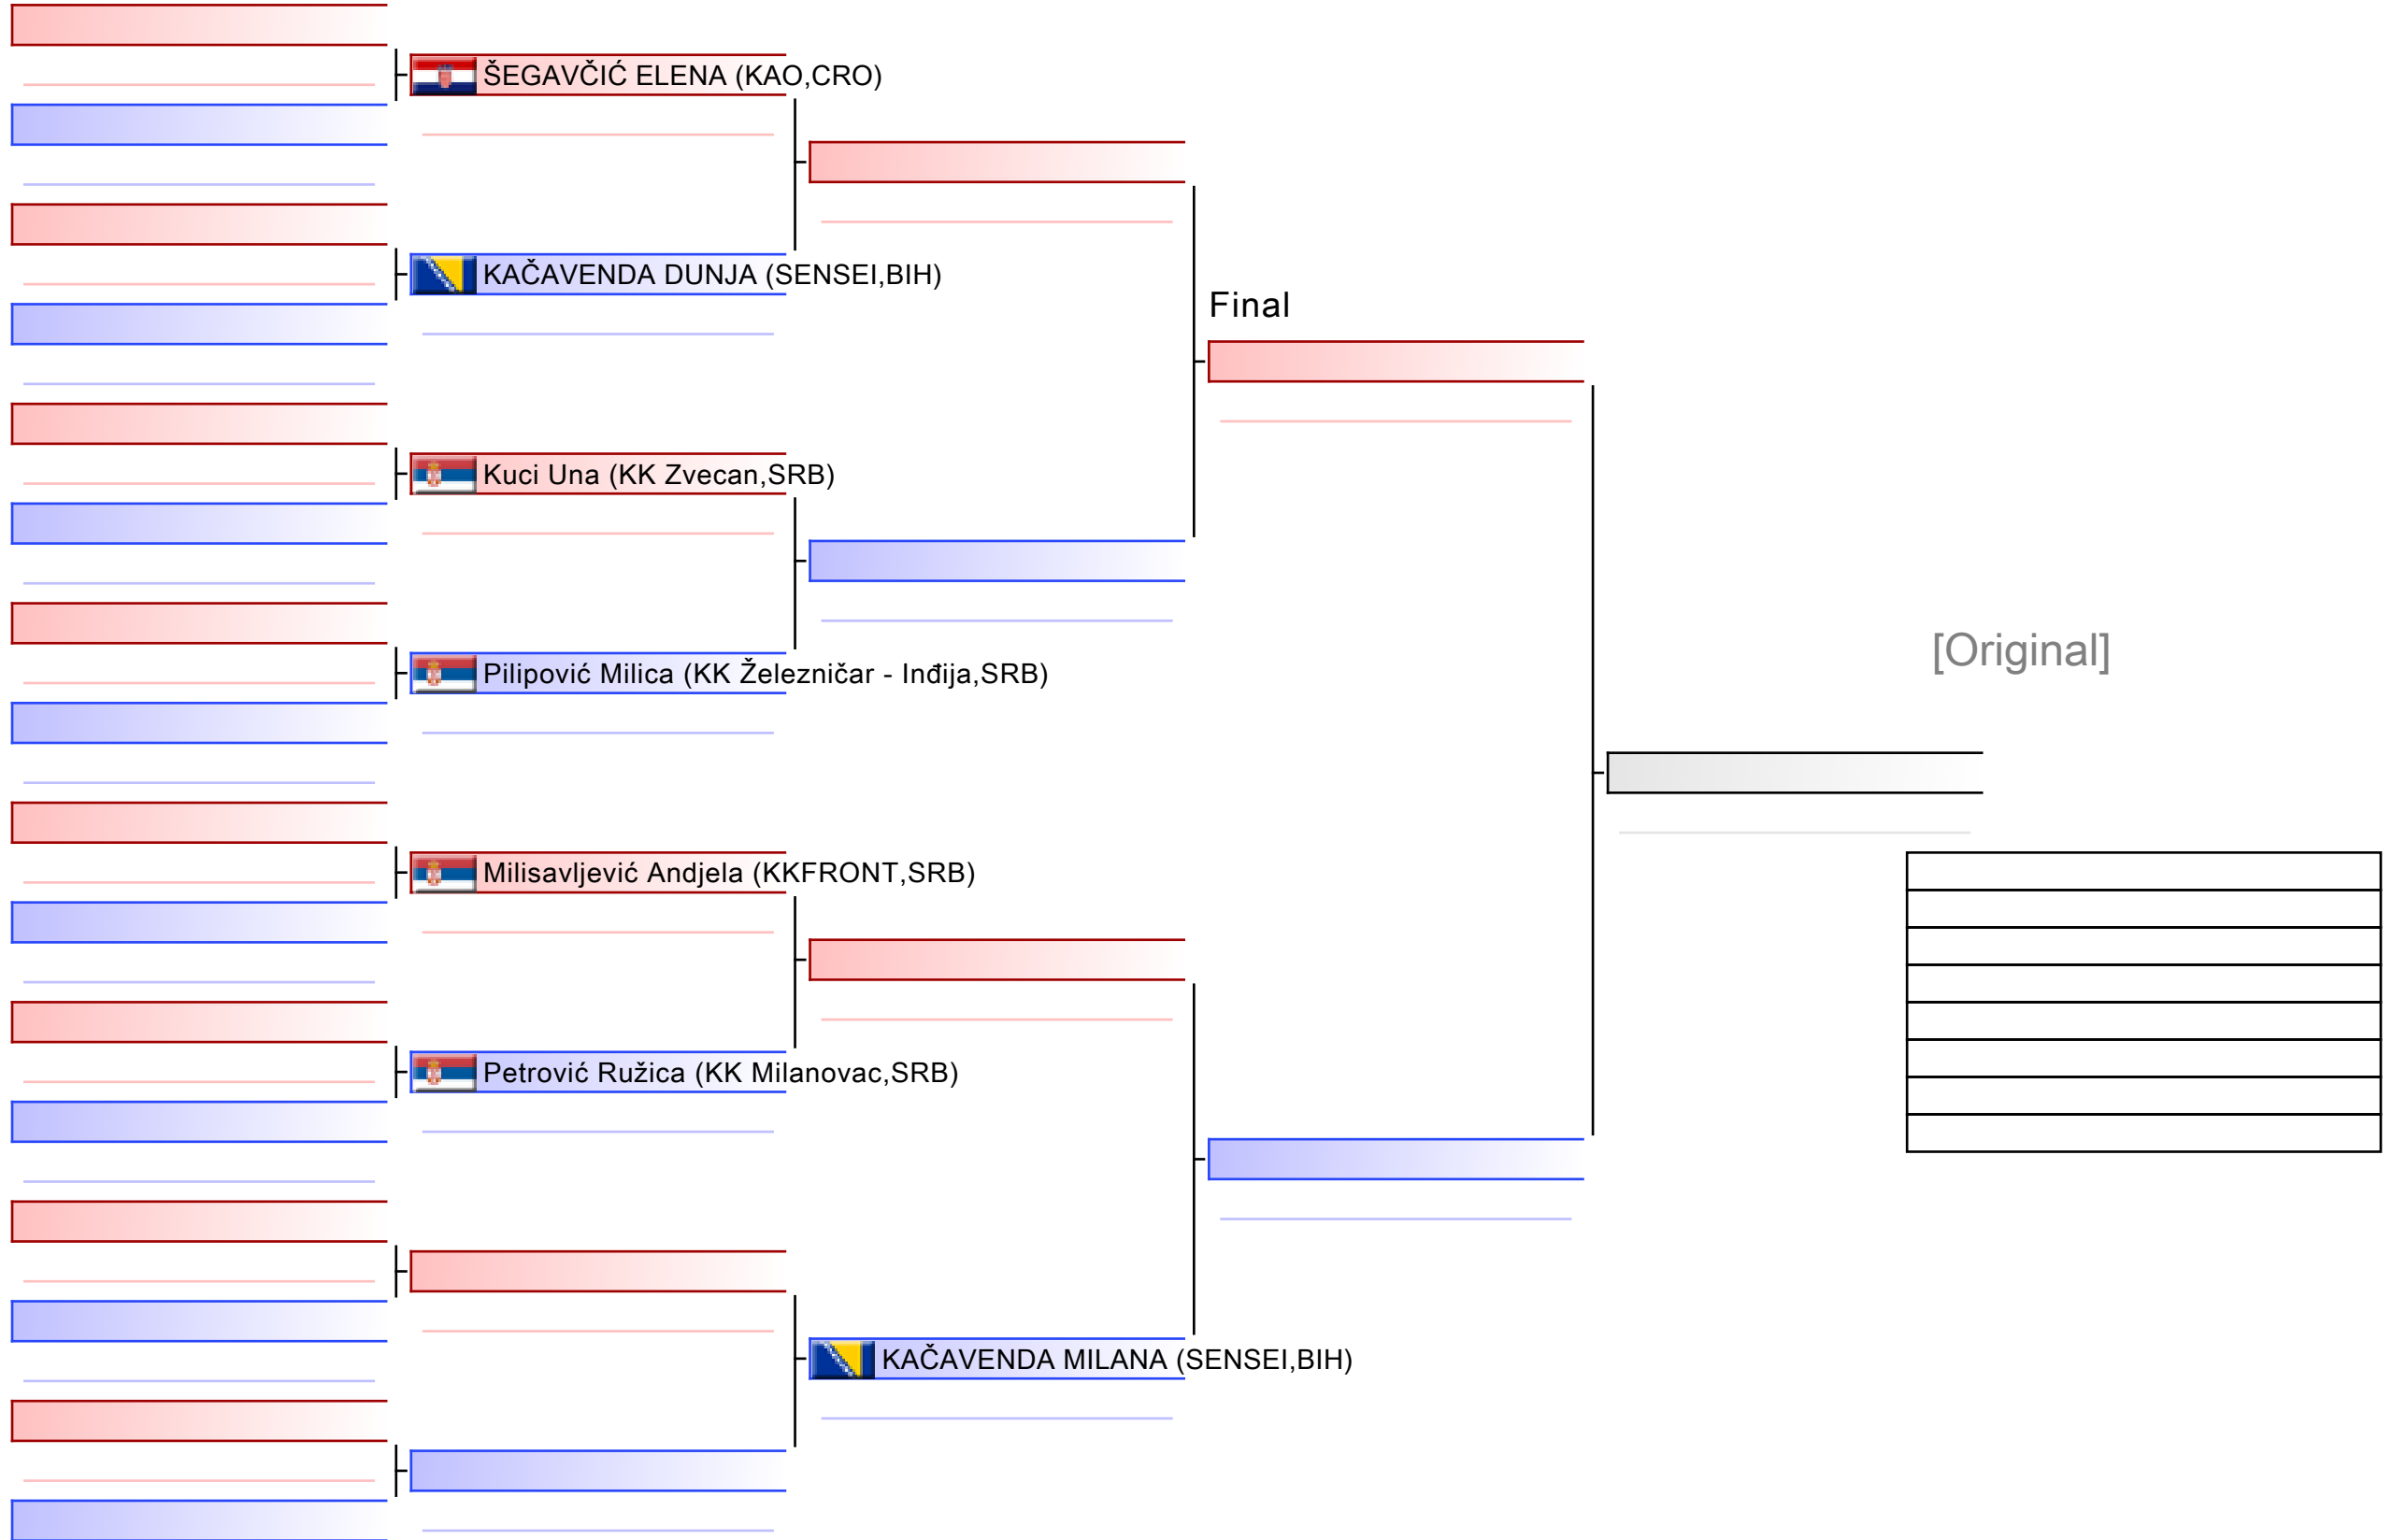 ŠEGAVČIĆ ELENA (KAO,CRO)
KAČAVENDA DUNJA (SENSEI,BIH)
Final
Kuci Una (KK Zvecan,SRB)
[Original]
Pilipović Milica (KK Železničar - Inđija,SRB)
Milisavljević Andjela (KKFRONT,SRB)
Petrović Ružica (KK Milanovac,SRB)
KAČAVENDA MILANA (SENSEI,BIH)